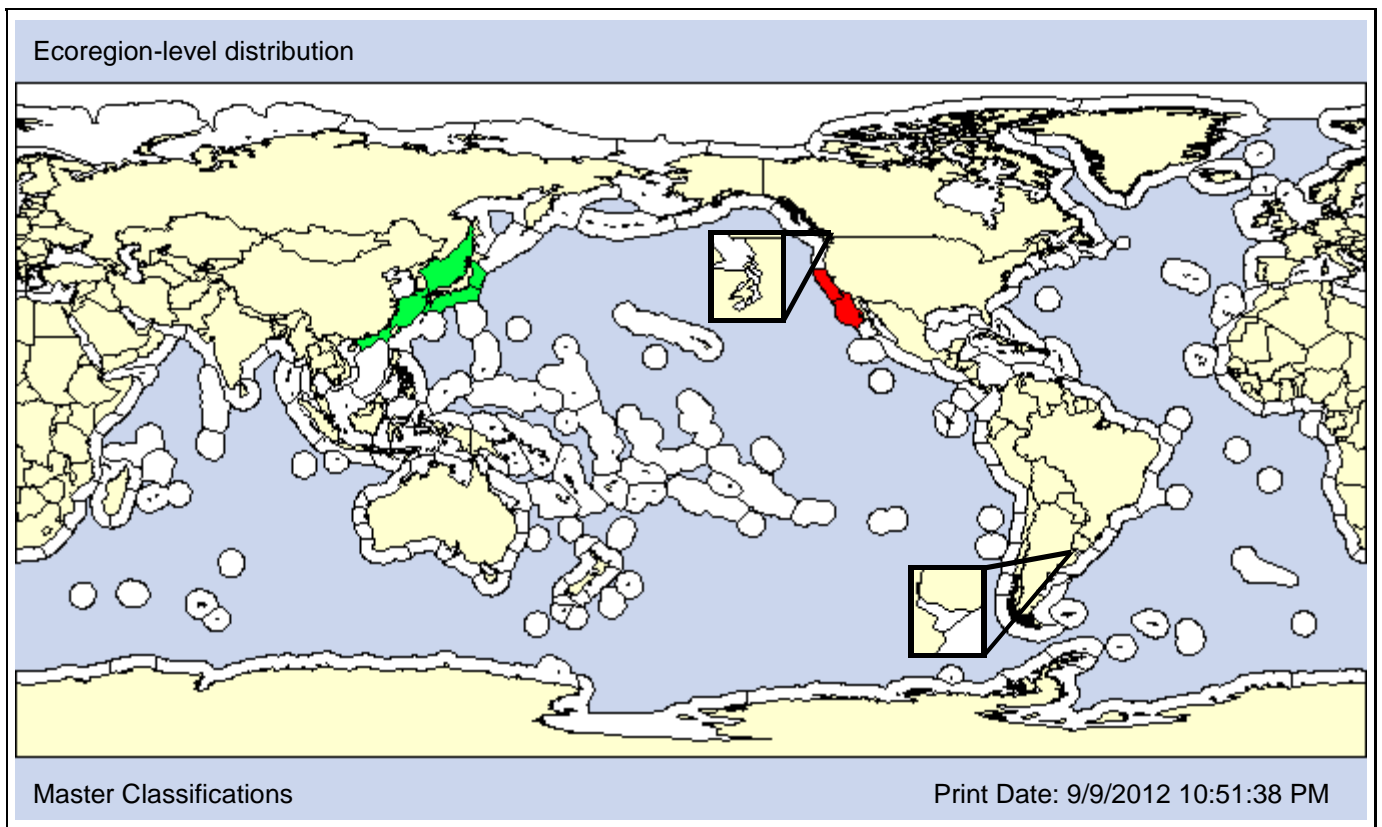 Ecoregion-level distribution
Master Classifications
Print Date: 9/9/2012 10:51:38 PM